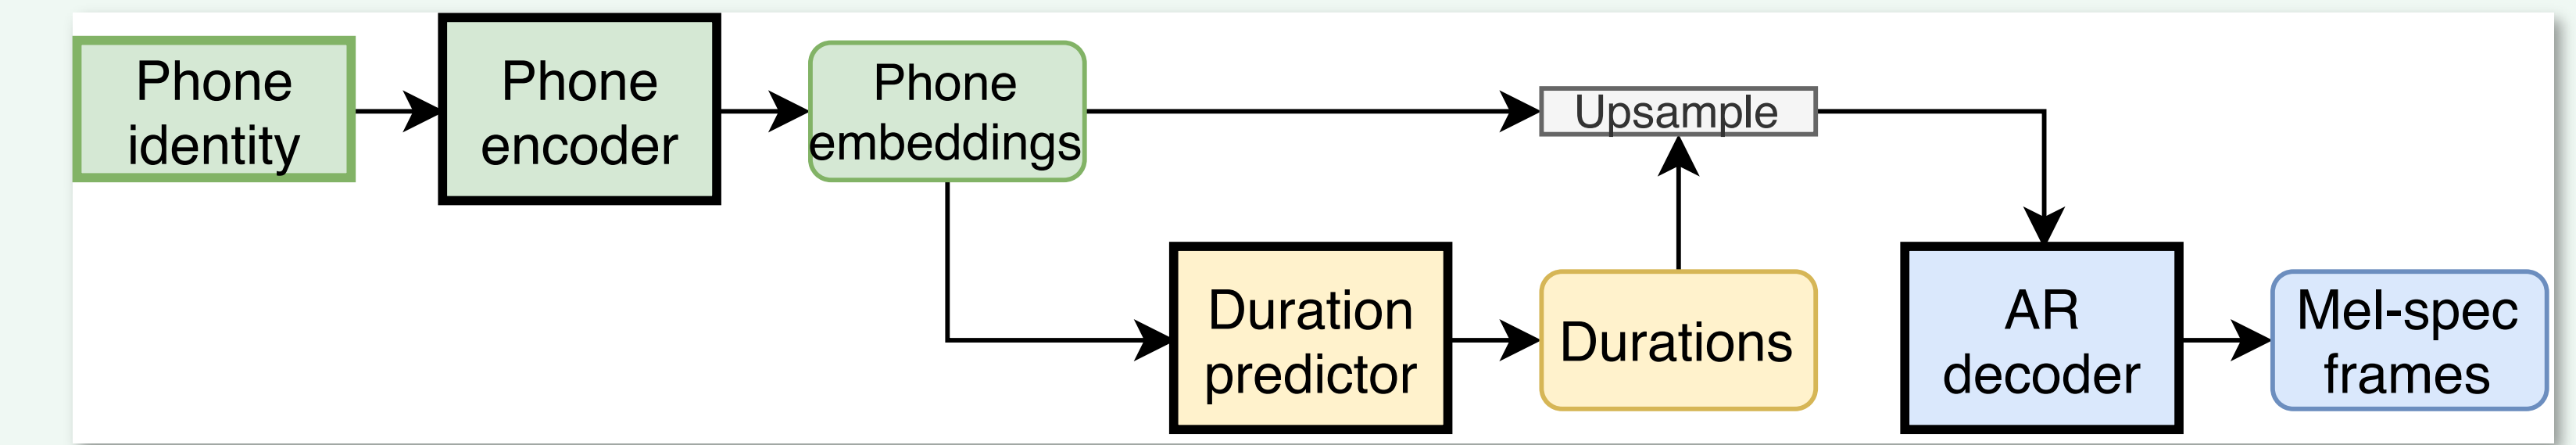 Phone
identity
Phone
encoder
Phone
embeddings
Upsample
Duration
predictor
Durations
AR
decoder
Mel-spec
frames